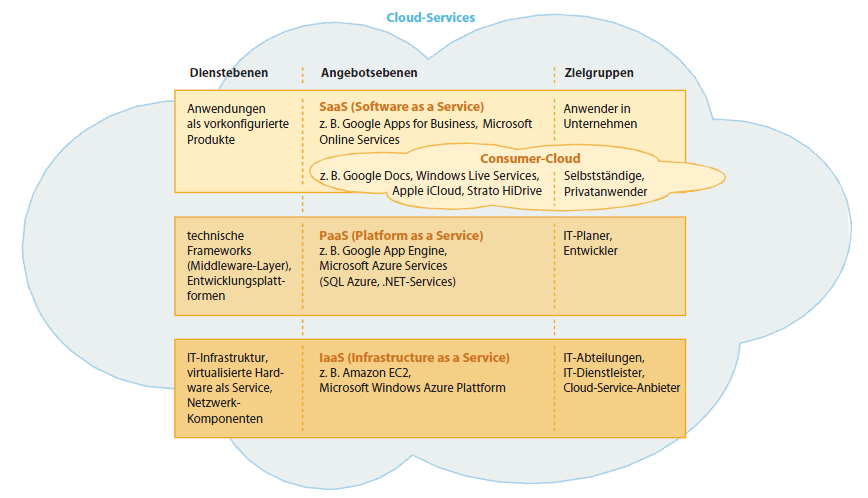 Cloud-Services
Dienstebenen
Angebotsebenen
Zielgruppen
Anwendungen
als vorkonfigurierte
Produkte
SaaS (Software as a Service)
z. B. Google Apps for Business, Microsoft
Online Services
Anwender in
Unternehmen
Consumer-Cloud
z. B. Google Docs, Windows Live Services,
Apple iCloud, Strato HiDrive
Selbstständige,
Privatanwender
technische
Frameworks
(Middleware-Layer),
Entwicklungsplatt-
formen
PaaS (Platform as a Service)
z. B. Google App Engine,
Microsoft Azure Services
(SQL Azure, .NET-Services)
IT-Planer,
Entwickler
IT-Infrastruktur,
virtualisierte Hard-
ware als Service,
Netzwerk-
Komponenten
IaaS (Infrastructure as a Service)
z. B. Amazon EC2,
Microsoft Windows Azure Plattform
IT-Abteilungen,
IT-Dienstleister,
Cloud-Service-Anbieter